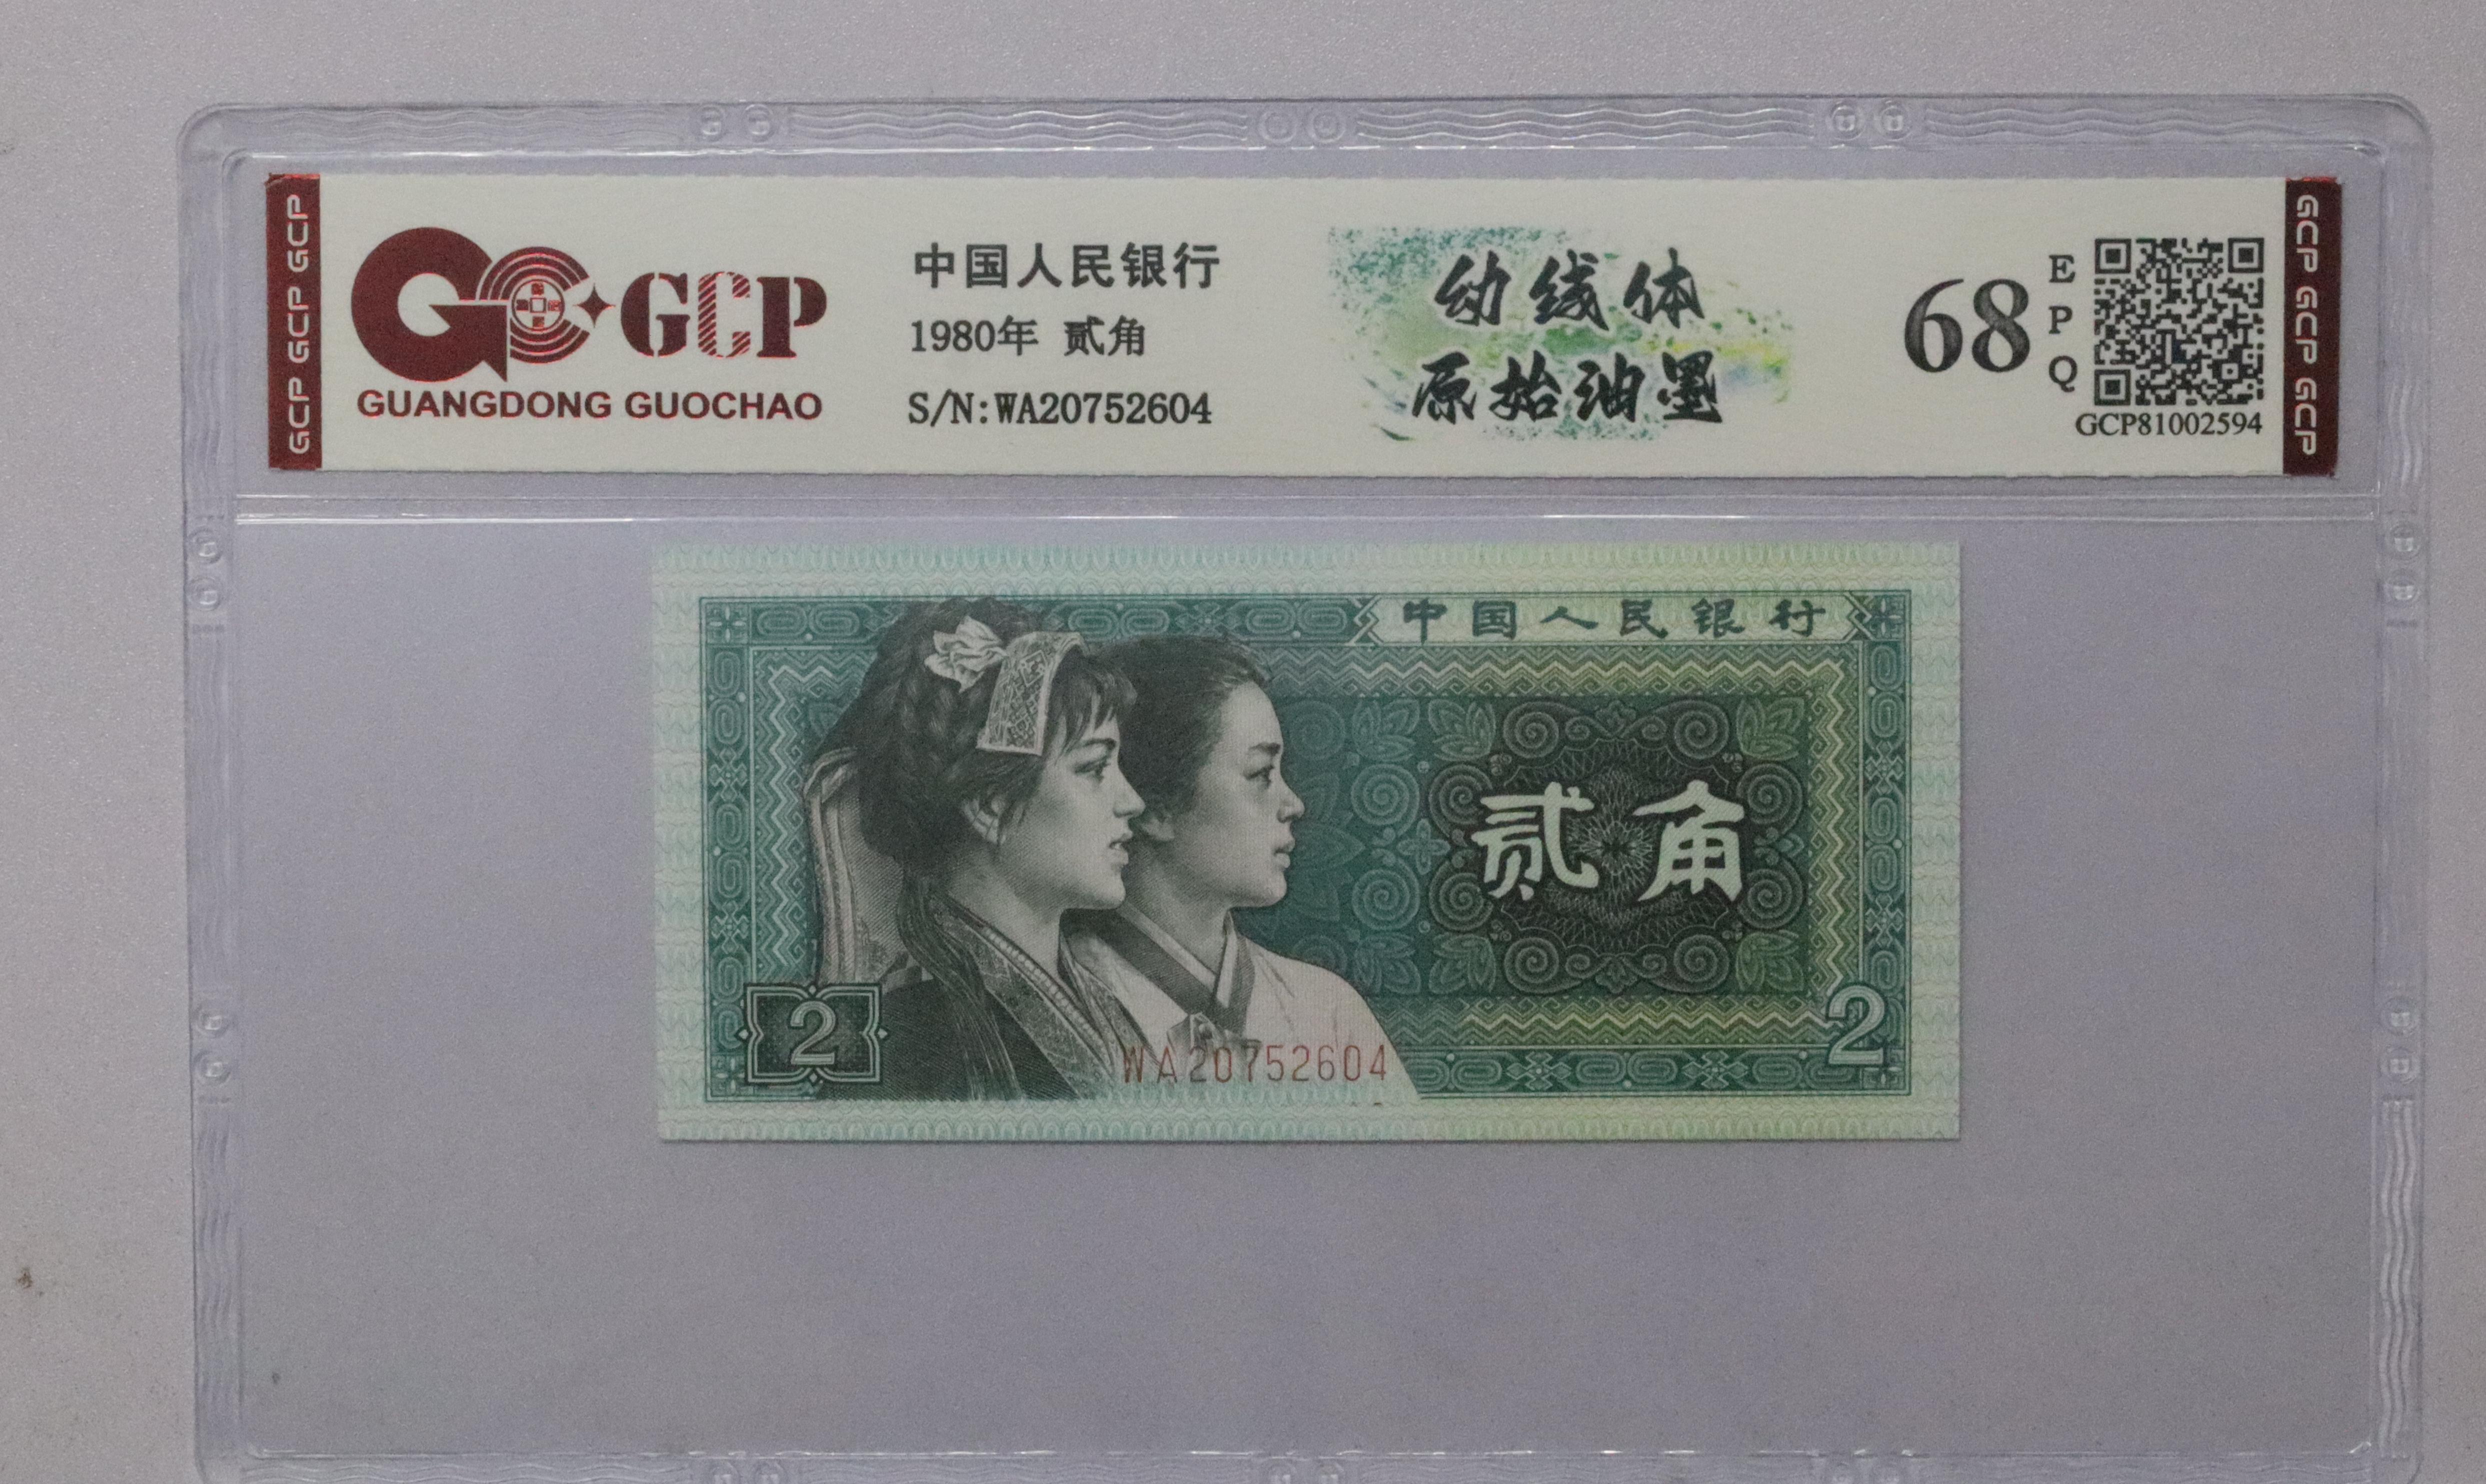 GCP GCP GCP
GCP
GUANGDONG GUOCHAO
中国人民银行
1980年 贰角
S/N:WA20752604
幼线体
原始油墨
68
EPQ
GCP81002594
GCP GCP GCP
中国人民银行
贰角
2
WA20752604
2